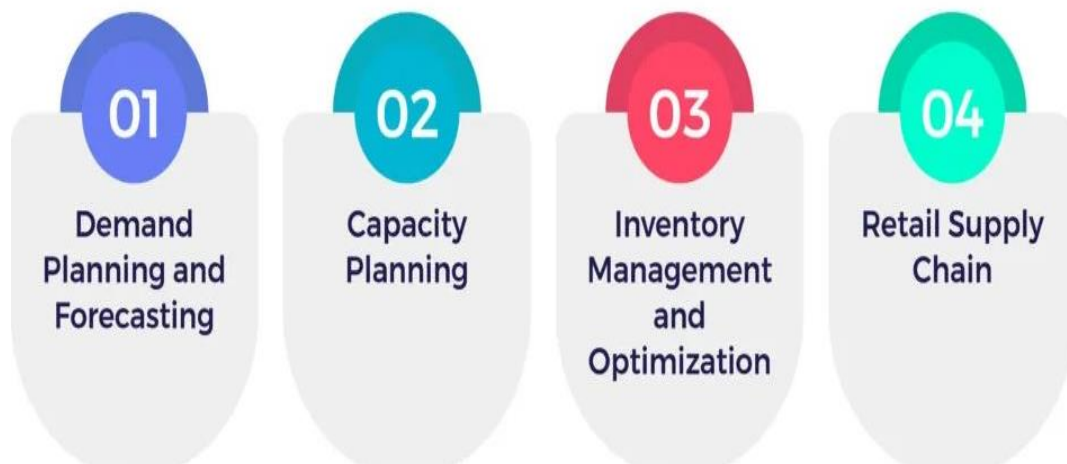 01
Demand
Planning and
Forecasting
02
Capacity
Planning
03
Inventory
Management
and
Optimization
04
Retail Supply
Chain